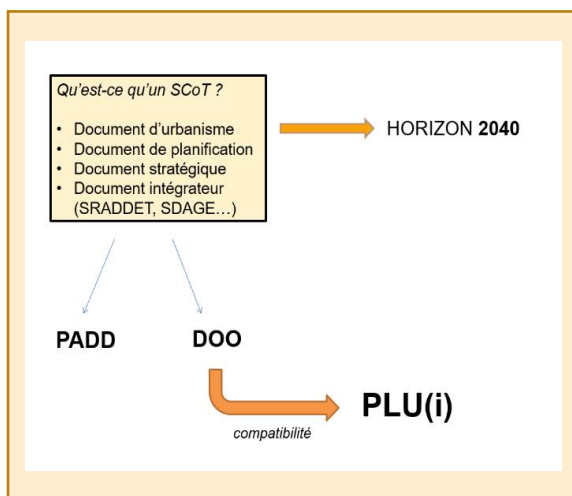 Qu'est-ce qu'un SCoT ?
• Document d'urbanisme
• Document de planification
• Document stratégique
• Document intégrateur
(SRADDET, SDAGE…)
HORIZON 2040
PADD
DOO
PLU(i)
compatibilité